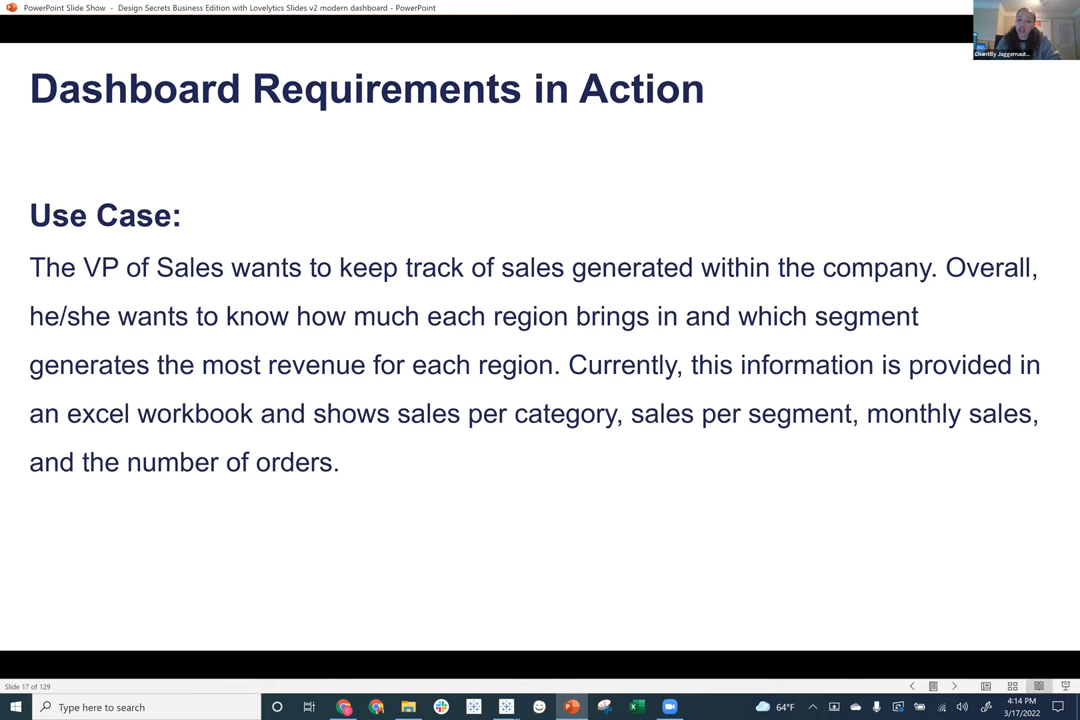 PowerPoint Slide Show - Design Secrets Business Edition with Lovelytics Slides v2 modern dashboard - PowerPoint
Chantilly Jaggernaut...
Dashboard Requirements in Action
Use Case:
The VP of Sales wants to keep track of sales generated within the company. Overall,
he/she wants to know how much each region brings in and which segment
generates the most revenue for each region. Currently, this information is provided in
an excel workbook and shows sales per category, sales per segment, monthly sales,
and the number of orders.
Slide 17 of 129
Type here to search
64°F
4:14 PM
3/17/2022